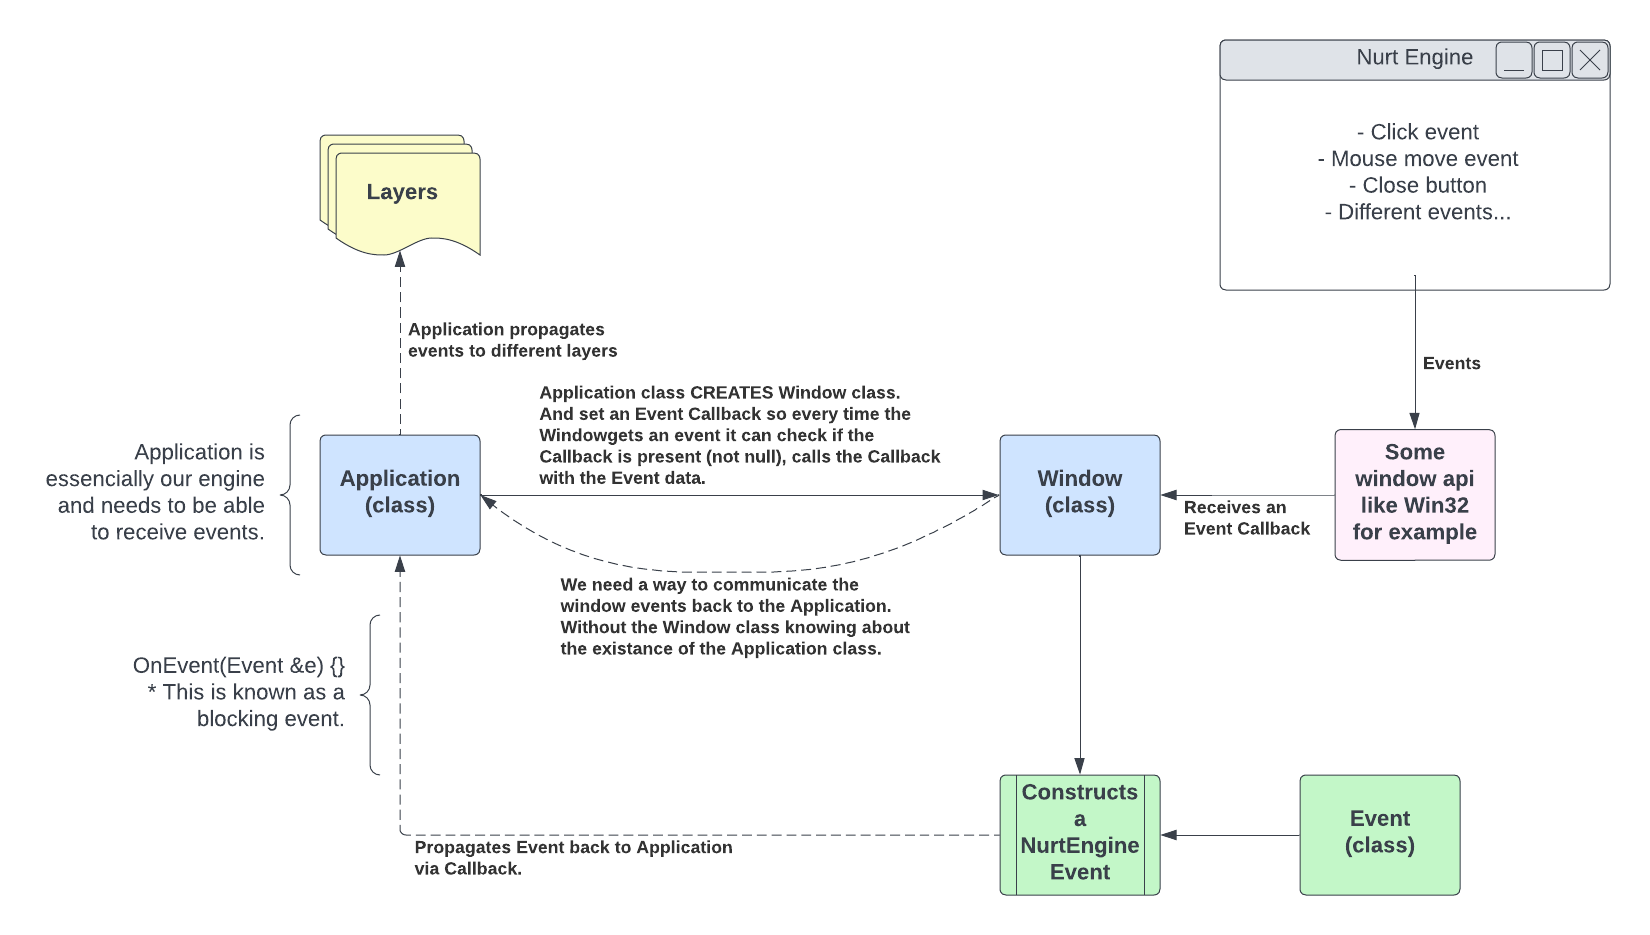 Nurt Engine
- Click event
- Mouse move event
- Close button
- Different events...
Layers
Application propagates
events to different layers
Events
Application class CREATES Window class.
And set an Event Callback so every time the
Windowgets an event it can check if the
Callback is present (not null), calls the Callback
with the Event data.
Application is
essencially our engine
and needs to be able
to receive events.
Application
(class)
Window
(class)
Receives an
Event Callback
Some
window api
like Win32
for example
We need a way to communicate the
window events back to the Application.
Without the Window class knowing about
the existance of the Application class.
OnEvent(Event &e) {}
* This is known as a
blocking event.
Constructs
a
NurtEngine
Event
Event
(class)
Propagates Event back to Application
via Callback.